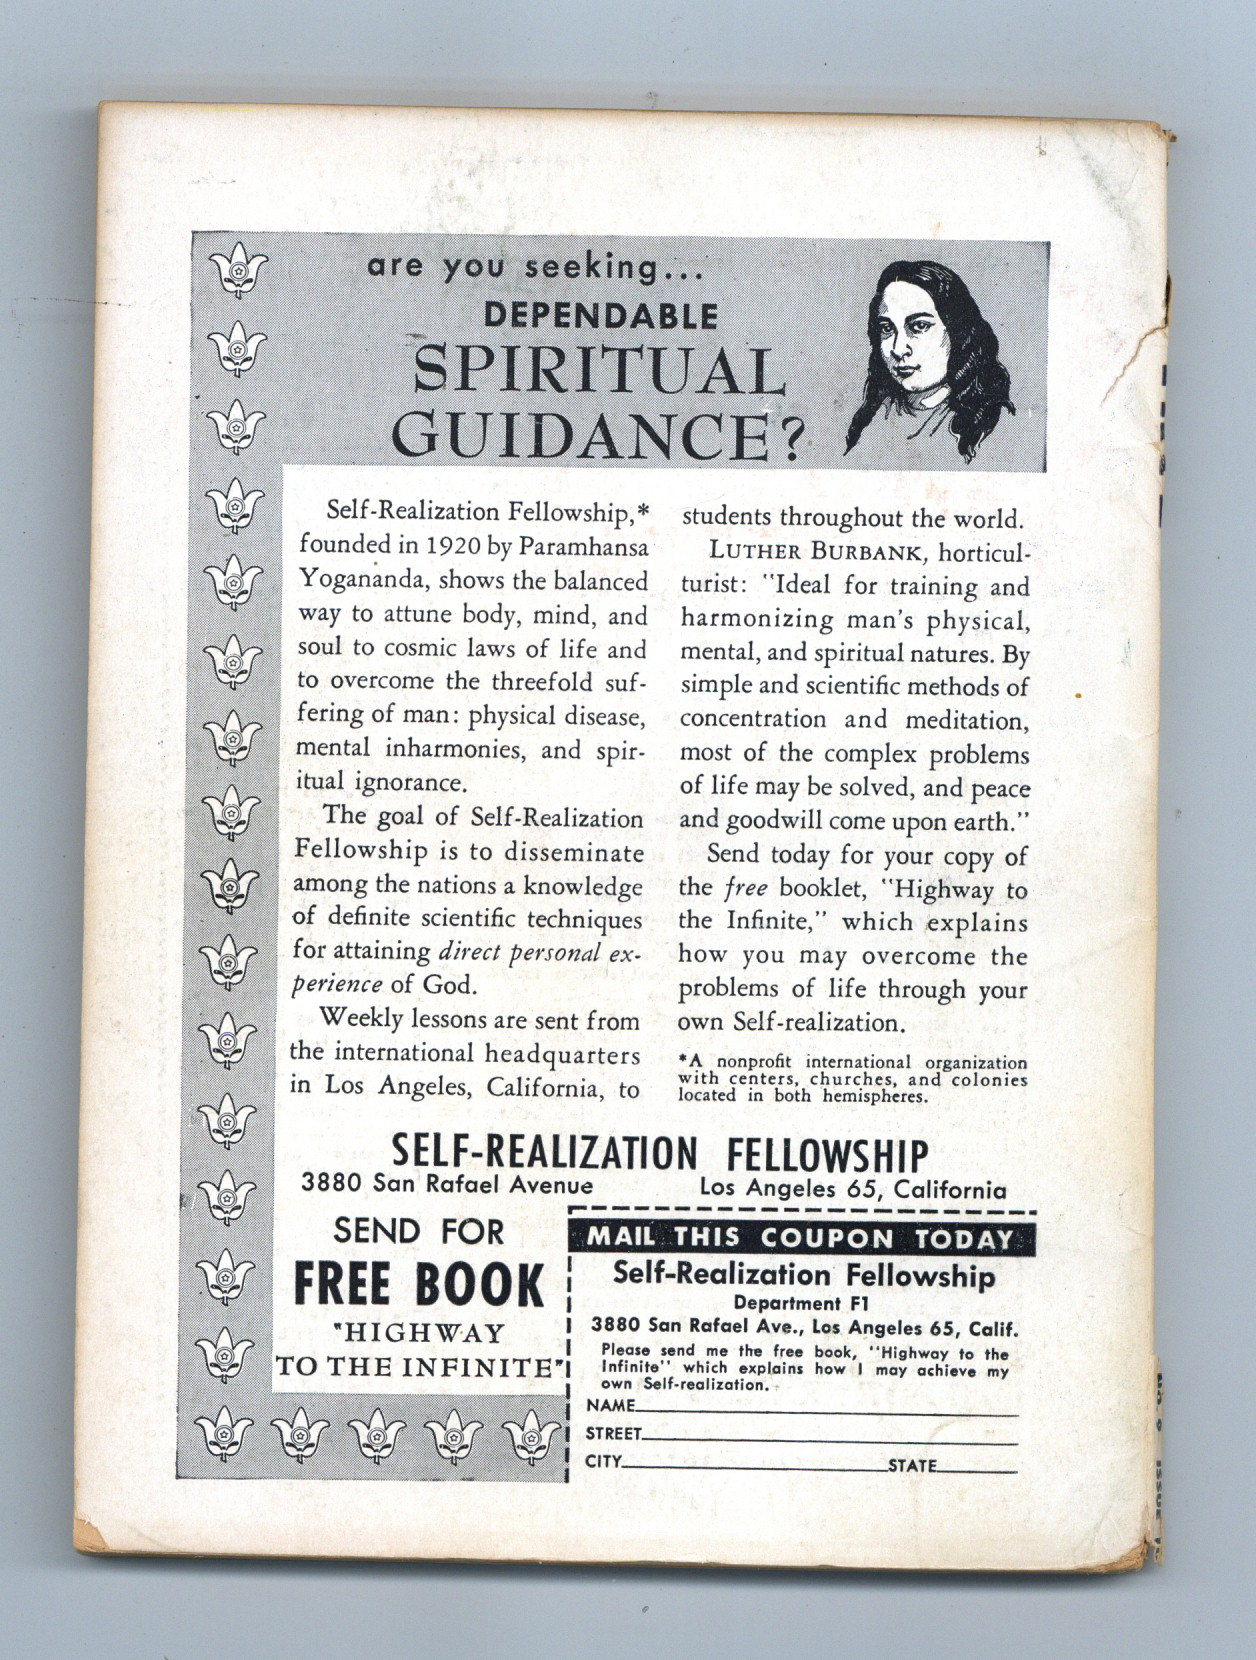 are you seeking...
DEPENDABLE
SPIRITUAL
GUIDANCE?
Self-Realization Fellowship,*
founded in 1920 by Paramhansa
Yogananda, shows the balanced
way to attune body, mind, and
soul to cosmic laws of life and
to overcome the threefold suf-
fering of man: physical disease,
mental inharmonies, and spir-
itual ignorance.
The goal of Self-Realization
Fellowship is to disseminate
among the nations a knowledge
of definite scientific techniques
for attaining direct personal ex-
perience of God.
Weekly lessons are sent from
the international headquarters
in Los Angeles, California, to
students throughout the world.
LUTHER BURBANK, horticul-
turist: "Ideal for training and
harmonizing man's physical,
mental, and spiritual natures. By
simple and scientific methods of
concentration and meditation,
most of the complex problems
of life may be solved, and peace
and goodwill come upon earth."
Send today for your copy of
the free booklet, "Highway to
the Infinite," which explains
how you may overcome the
problems of life through your
own Self-realization.
*A nonprofit international organization
with centers, churches, and colonies
located in both hemispheres.
SELF-REALIZATION FELLOWSHIP
3880 San Rafael Avenue Los Angeles 65, California
SEND FOR
FREE BOOK
"HIGHWAY
TO THE INFINITE"
MAIL THIS COUPON TODAY
Self-Realization Fellowship
Department F1
3880 San Rafael Ave., Los Angeles 65, Calif.
Please send me the free book, "Highway to the
Infinite" which explains how I may achieve my
own Self-realization.
NAME
STREET
CITY STATE
ISSUE